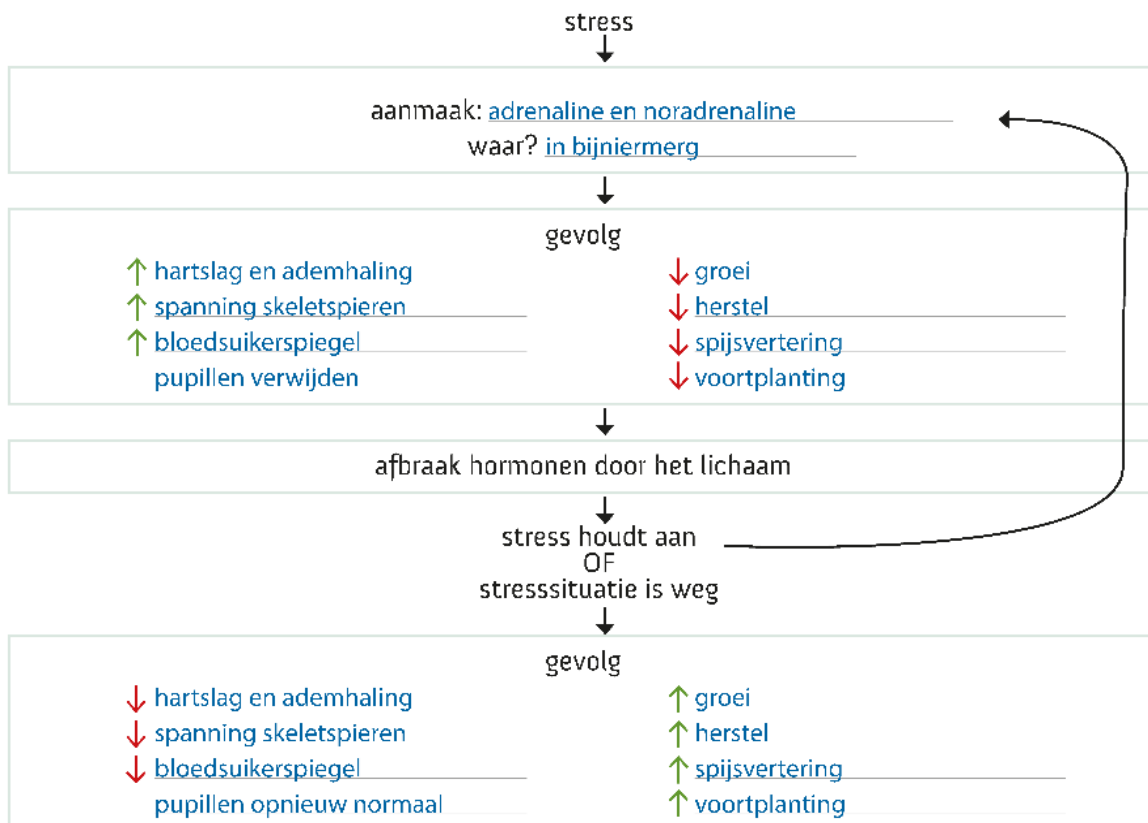 stress
aanmaak: adrenaline en noradrenaline
waar? in bijniermerg
gevolg
↑ hartslag en ademhaling
↑ spanning skeletspieren
↑ bloedsuikerspiegel
pupillen verwijden
↓ groei
↓ herstel
↓ spijsvertering
↓ voortplanting
afbraak hormonen door het lichaam
stress houdt aan
OF
stresssituatie is weg
gevolg
↓ hartslag en ademhaling
↓ spanning skeletspieren
↓ bloedsuikerspiegel
pupillen opnieuw normaal
↑ groei
↑ herstel
↑ spijsvertering
↑ voortplanting